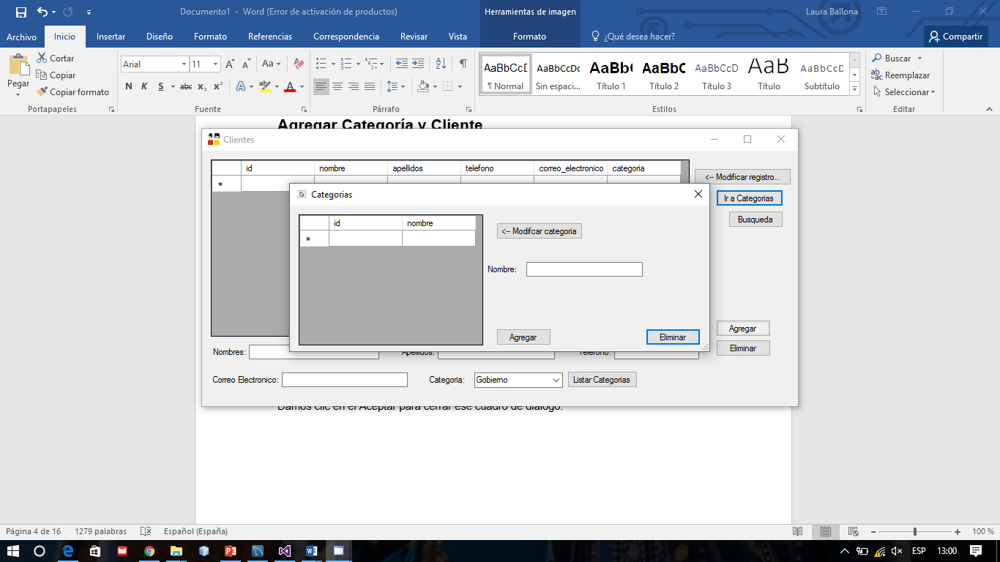 Documento1 - Word (Error de activación de productos)
Herramientas de imagen
Laura Ballona
Archivo Inicio Insertar Diseño Formato Referencias Correspondencia Revisar Vista Formato ¿Qué desea hacer? Compartir
Pegar
Cortar
Copiar
Copiar formato
Portapapeles
Arial 11 Aa
N K S abc x₂ x² A A
Fuente
Párrafo
AaBbCcD AaBbCcDc AaBb( AaBbC AaBbCcD AaB AaBbCcD
¶ Normal Sin espaci... Título 1 Título 2 Título 3 Título Subtítulo
Estilos
Buscar
Reemplazar
Seleccionar
Editar
Agregar Categoría y Cliente
Clientes
id nombre apellidos telefono correo_electronico categoria
*
<-- Modificar registro..
Ir a Categorias
Busqueda
Categorias
id nombre
*
<-- Modifcar categoria
Nombre:
Agregar
Eliminar
Agregar
Eliminar
Nombres: Apellidos: Telefono:
Correo Electronico: Categoria: Gobierno Listar Categorias
Damos clic en el Aceptar para cerrar ese cuadro de dialogo.
Página 4 de 16 1279 palabras Español (España) 100 %
ESP 13:00